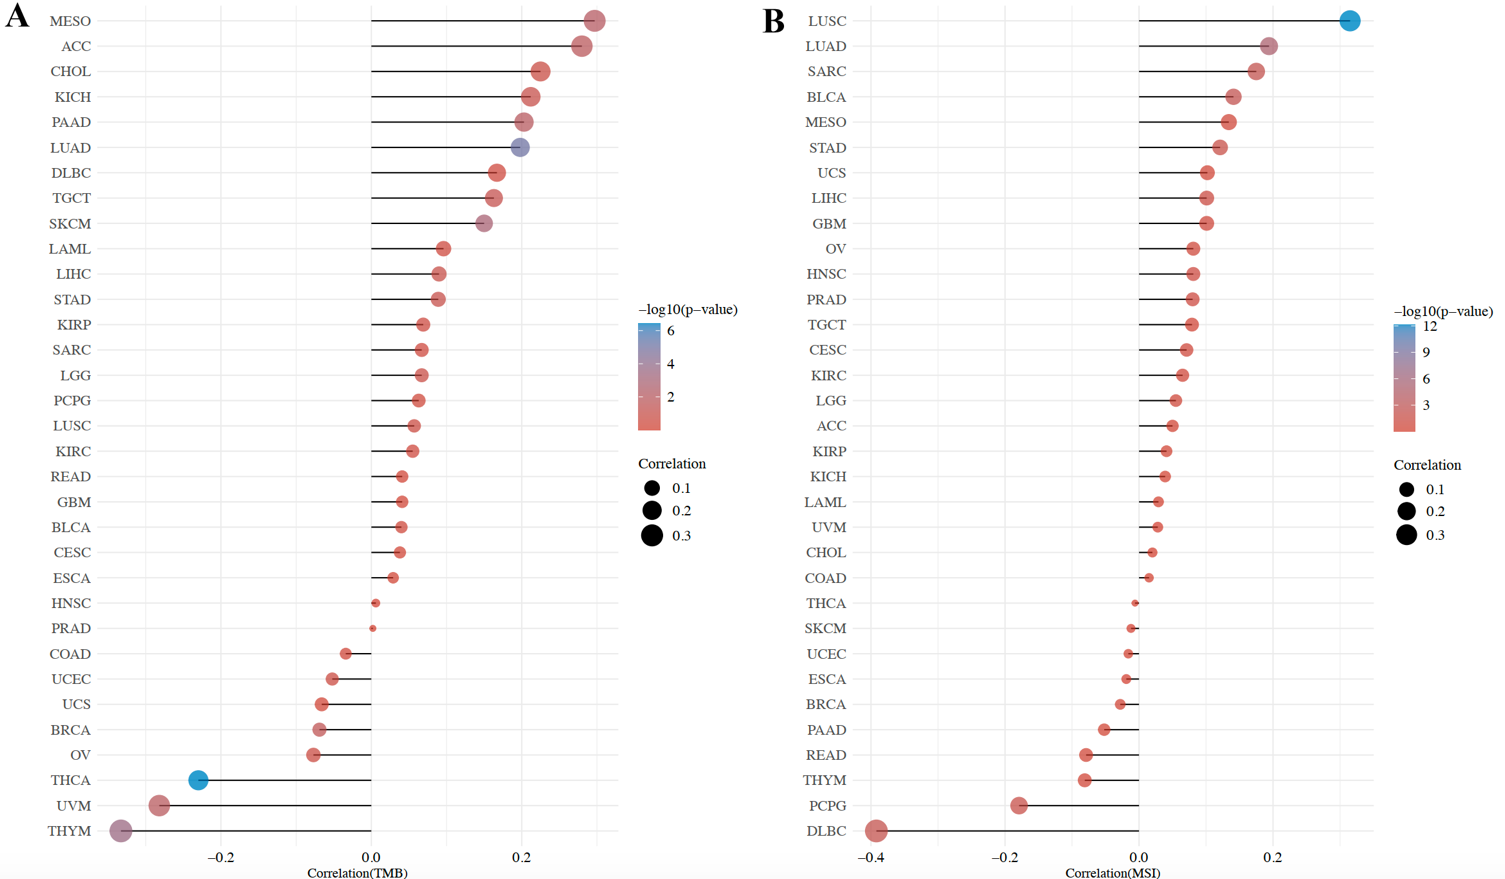 A
MESO
ACC
CHOL
KICH
PAAD
LUAD
DLBC
TGCT
SKCM
LAML
LIHC
STAD
KIRP
SARC
LGG
PCPG
LUSC
KIRC
READ
GBM
BLCA
CESC
ESCA
HNSC
PRAD
COAD
UCEC
UCS
BRCA
OV
THCA
UVM
THYM
−0.2 0.0 0.2
Correlation(TMB)
−log10(p−value)
6
4
2
Correlation
0.1
0.2
0.3
B
LUSC
LUAD
SARC
BLCA
MESO
STAD
UCS
LIHC
GBM
OV
HNSC
PRAD
TGCT
CESC
KIRC
LGG
ACC
KIRP
KICH
LAML
UVM
CHOL
COAD
THCA
SKCM
UCEC
ESCA
BRCA
PAAD
READ
THYM
PCPG
DLBC
−0.4 −0.2 0.0 0.2
Correlation(MSI)
−log10(p−value)
12
9
6
3
Correlation
0.1
0.2
0.3